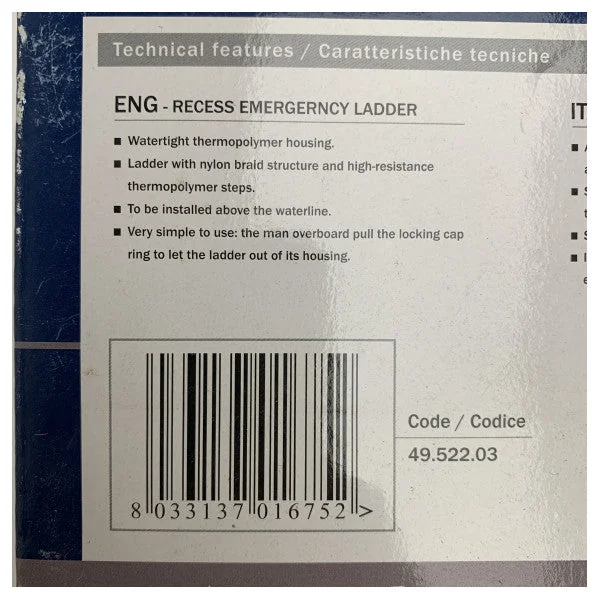 Technical features / Caratteristiche tecniche
ENG - RECESS EMERGERNCY LADDER
IT
■ Watertight thermopolymer housing.
■ Ladder with nylon braid structure and high-resistance
thermopolymer steps.
■ To be installed above the waterline.
■ Very simple to use: the man overboard pull the locking cap
ring to let the ladder out of its housing.
Code / Codice
49.522.03
8 033137 016752 >